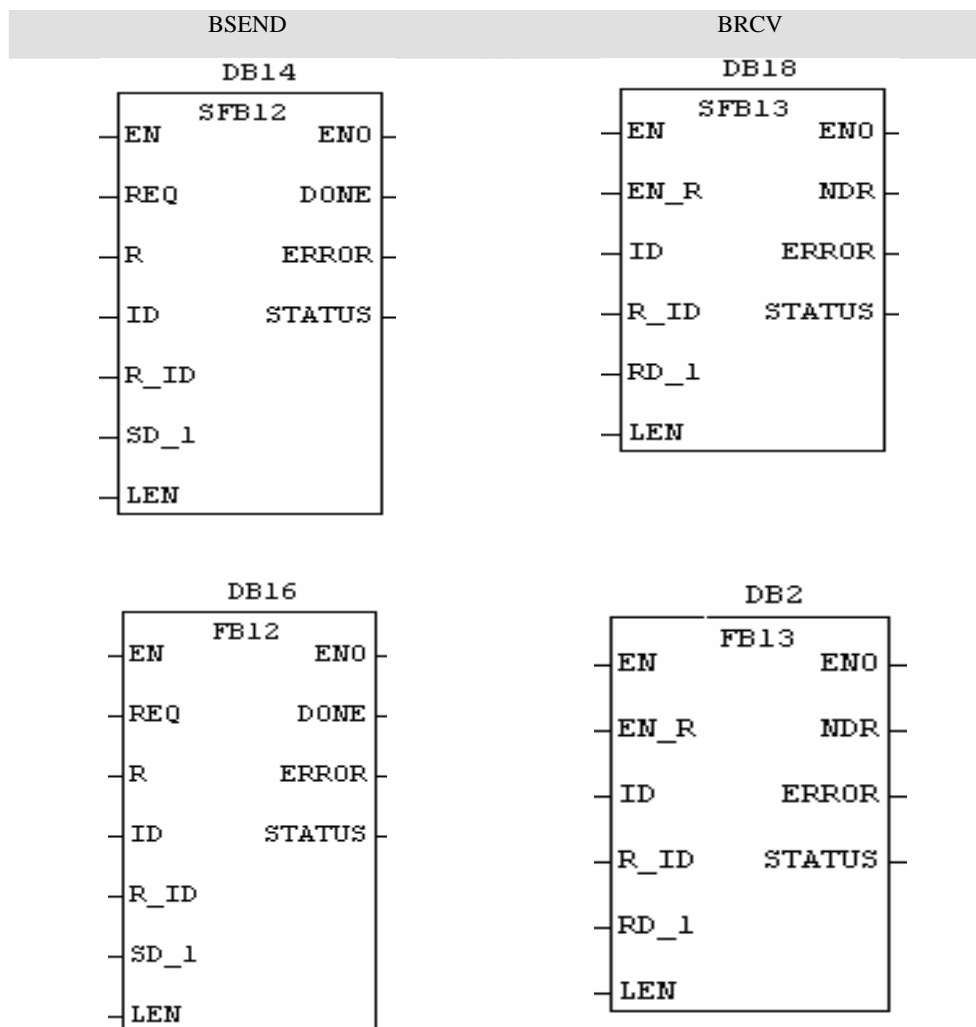 BSEND BRCV
DB14
SFB12
EN ENO
REQ DONE
R ERROR
ID STATUS
R_ID
SD_1
LEN
DB18
SFB13
EN ENO
EN_R NDR
ID ERROR
R_ID STATUS
RD_1
LEN
DB16
FB12
EN ENO
REQ DONE
R ERROR
ID STATUS
R_ID
SD_1
LEN
DB2
FB13
EN ENO
EN_R NDR
ID ERROR
R_ID STATUS
RD_1
LEN